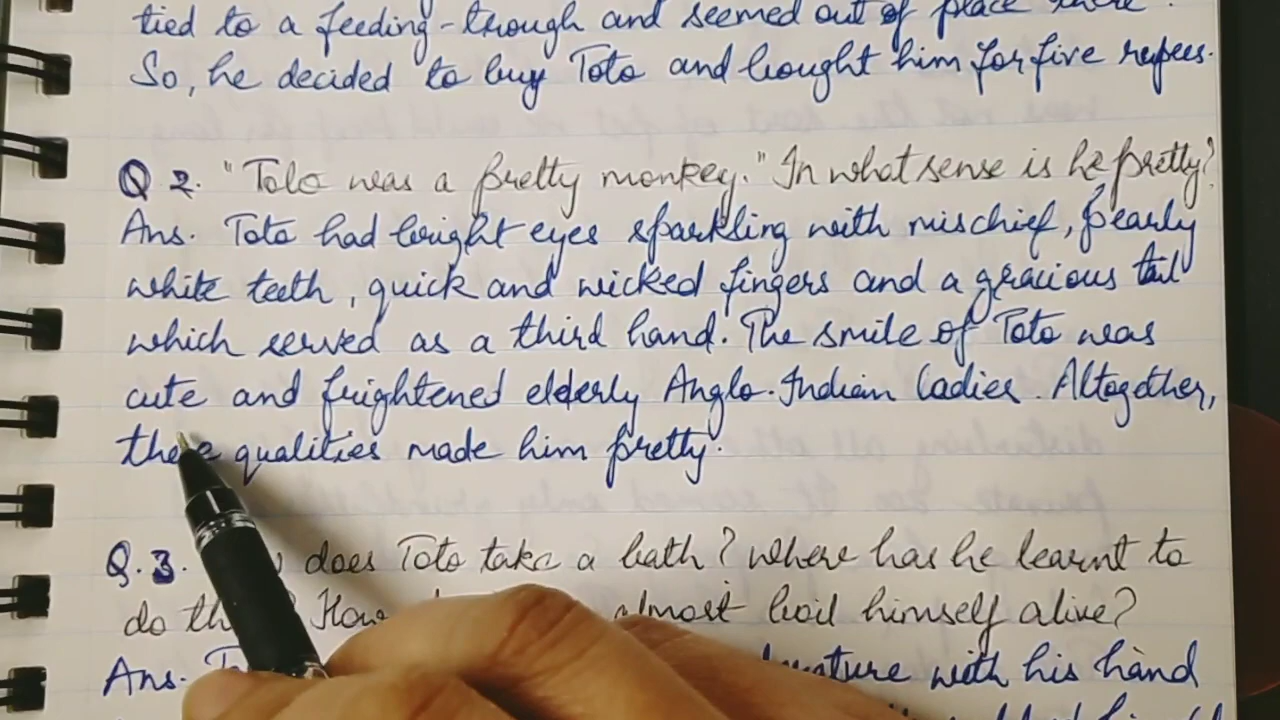 tied to a feeding-trough and seemed out of place there.
So, he decided to buy Toto and bought him for five rupees.
Q 2. "Toto was a pretty monkey." In what sense is he pretty?
Ans. Toto had bright eyes sparkling with mischief, pearly
white teeth, quick and wicked fingers and a gracious tail
which served as a third hand. The smile of Toto was
cute and frightened elderly Anglo-Indian ladies. Altogether,
these qualities made him pretty.
Q.3. does Toto take a bath? Where has he learnt to
do How almost boil himself alive?
Ans. with his hand